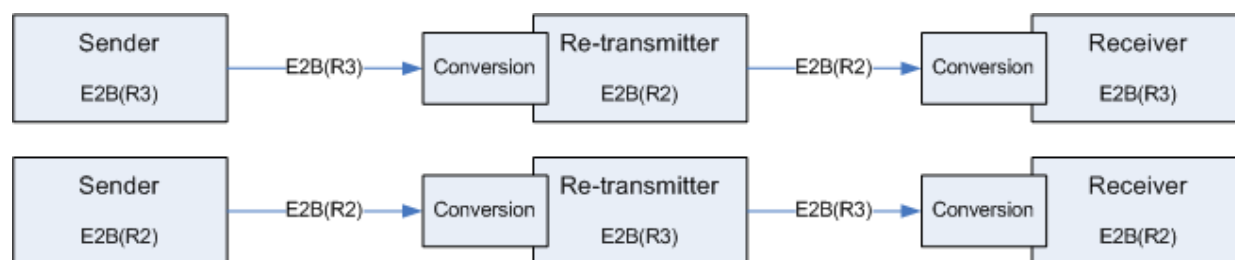 Sender
E2B(R3)
E2B(R3)
Conversion
Re-transmitter
E2B(R2)
E2B(R2)
Conversion
Receiver
E2B(R3)
Sender
E2B(R2)
E2B(R2)
Conversion
Re-transmitter
E2B(R3)
E2B(R3)
Conversion
Receiver
E2B(R2)